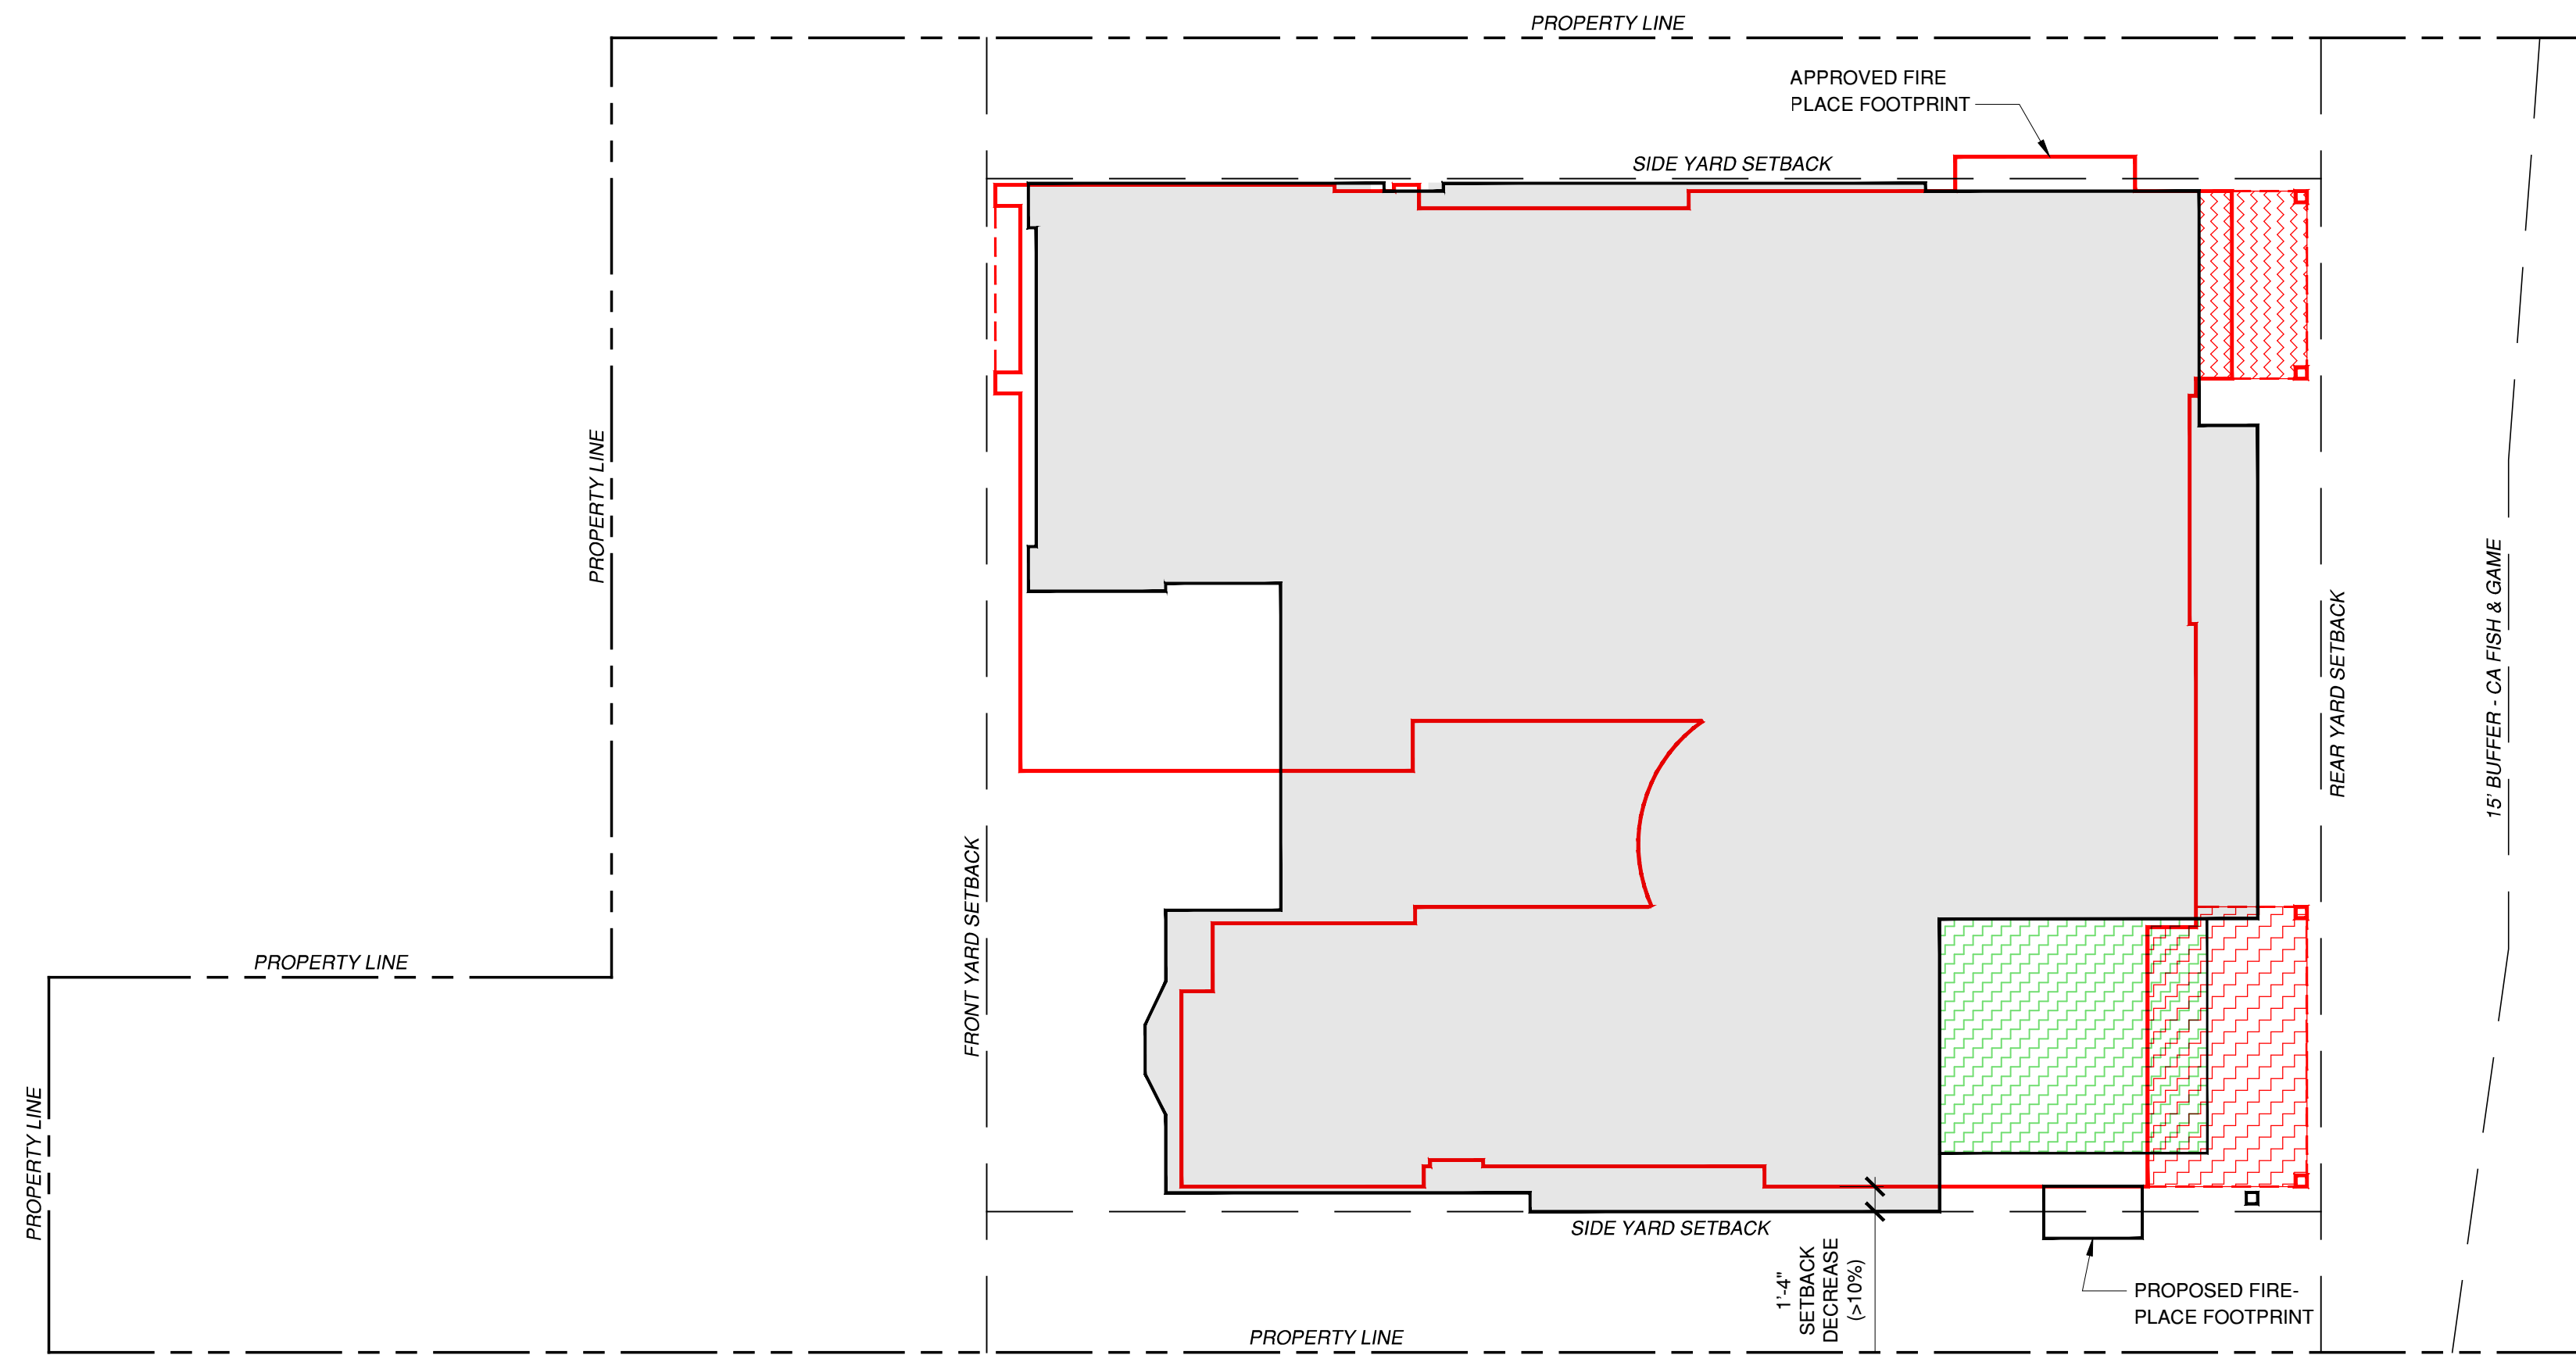 PROPERTY LINE
APPROVED FIRE
PLACE FOOTPRINT
SIDE YARD SETBACK
PROPERTY LINE
REAR YARD SETBACK
15' BUFFER - CA FISH & GAME
FRONT YARD SETBACK
PROPERTY LINE
PROPERTY LINE
SIDE YARD SETBACK
1'-4"
SETBACK
DECREASE
(>10%)
PROPOSED FIRE-
PLACE FOOTPRINT
PROPERTY LINE